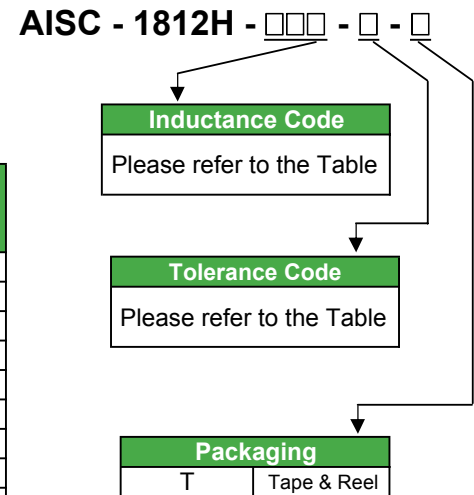 AISC - 1812H - □□□ - □ - □
Inductance Code
Please refer to the Table
Tolerance Code
Please refer to the Table
Packaging
T Tape & Reel